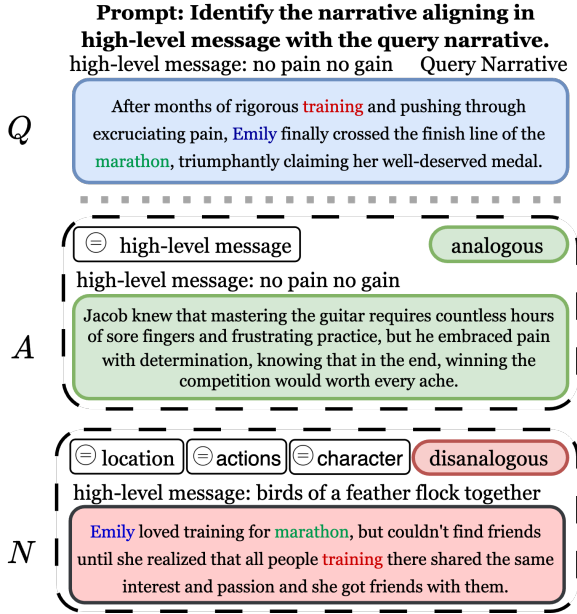 Prompt: Identify the narrative aligning in
high-level message with the query narrative.
high-level message: no pain no gain Query Narrative
Q
After months of rigorous training and pushing through
excruciating pain, Emily finally crossed the finish line of the
marathon, triumphantly claiming her well-deserved medal.
= high-level message analogous
high-level message: no pain no gain
A
Jacob knew that mastering the guitar requires countless hours
of sore fingers and frustrating practice, but he embraced pain
with determination, knowing that in the end, winning the
competition would worth every ache.
= location = actions = character disanalogous
high-level message: birds of a feather flock together
N
Emily loved training for marathon, but couldn't find friends
until she realized that all people training there shared the same
interest and passion and she got friends with them.